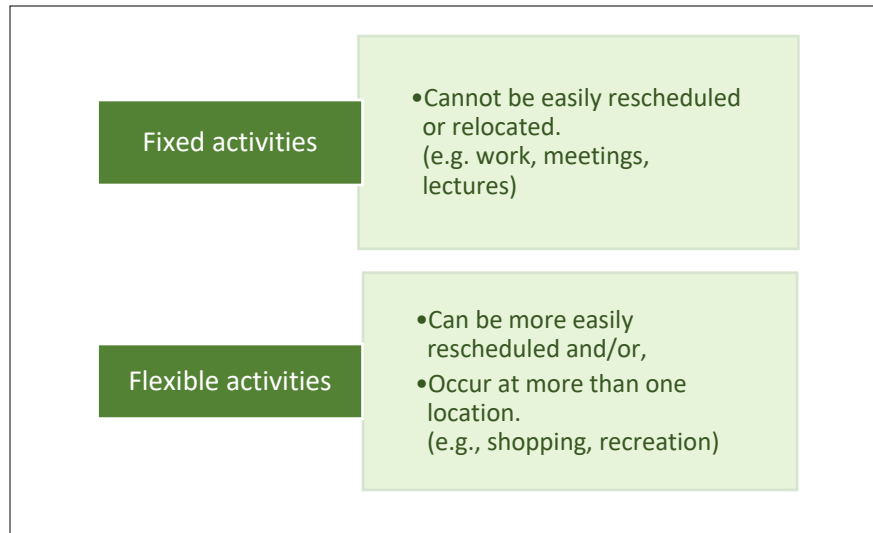 Fixed activities
•Cannot be easily rescheduled
or relocated.
(e.g. work, meetings,
lectures)
Flexible activities
•Can be more easily
rescheduled and/or,
•Occur at more than one
location.
(e.g., shopping, recreation)